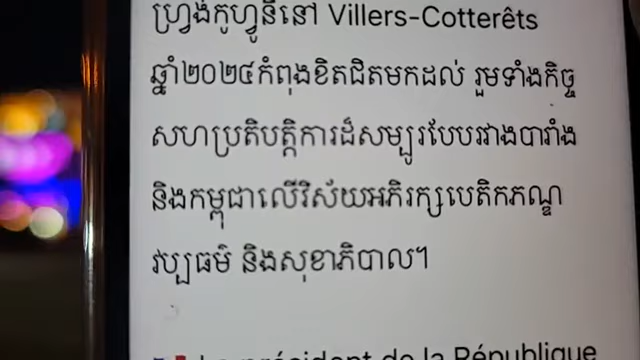 ហ្វ្រង់កូហ្វូនីនៅ Villers-Cotterêts
ឆ្នាំ២០២៤កំពុងខិតជិតមកដល់ រួមទាំងកិច្ច
សហប្រតិបត្តិការដ៏សម្បូរបែបរវាងបារាំង
និងកម្ពុជាលើវិស័យអភិរក្សបេតិកភណ្ឌ
វប្បធម៌ និងសុខាភិបាល។
président de la République